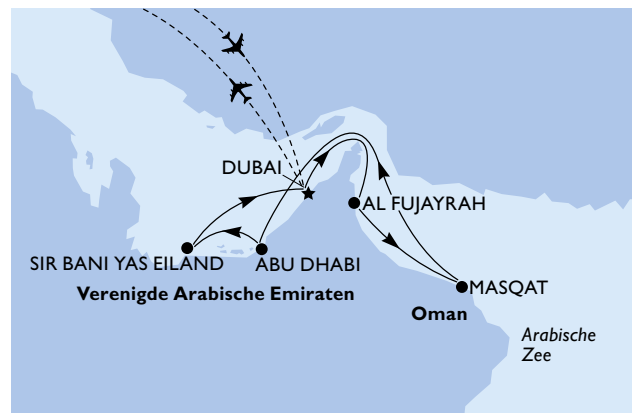 DUBAI
AL FUJAYRAH
SIR BANI YAS EILAND
ABU DHABI
Verenigde Arabische Emiraten
MASQAT
Oman
Arabische
Zee